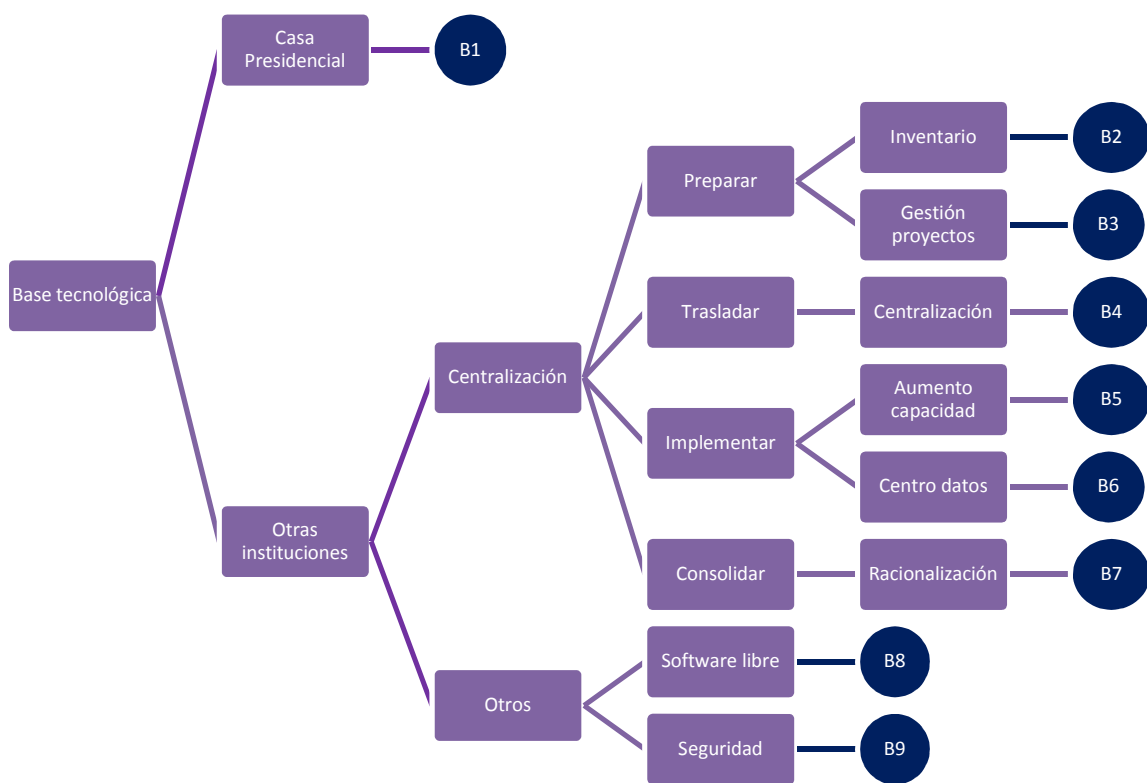 Casa
Presidencial
B1
Inventario
B2
Preparar
Gestión
proyectos
B3
Base tecnológica
Trasladar
Centralización
B4
Centralización
Aumento
capacidad
B5
Implementar
Centro datos
B6
Otras
instituciones
Consolidar
Racionalización
B7
Software libre
B8
Otros
Seguridad
B9